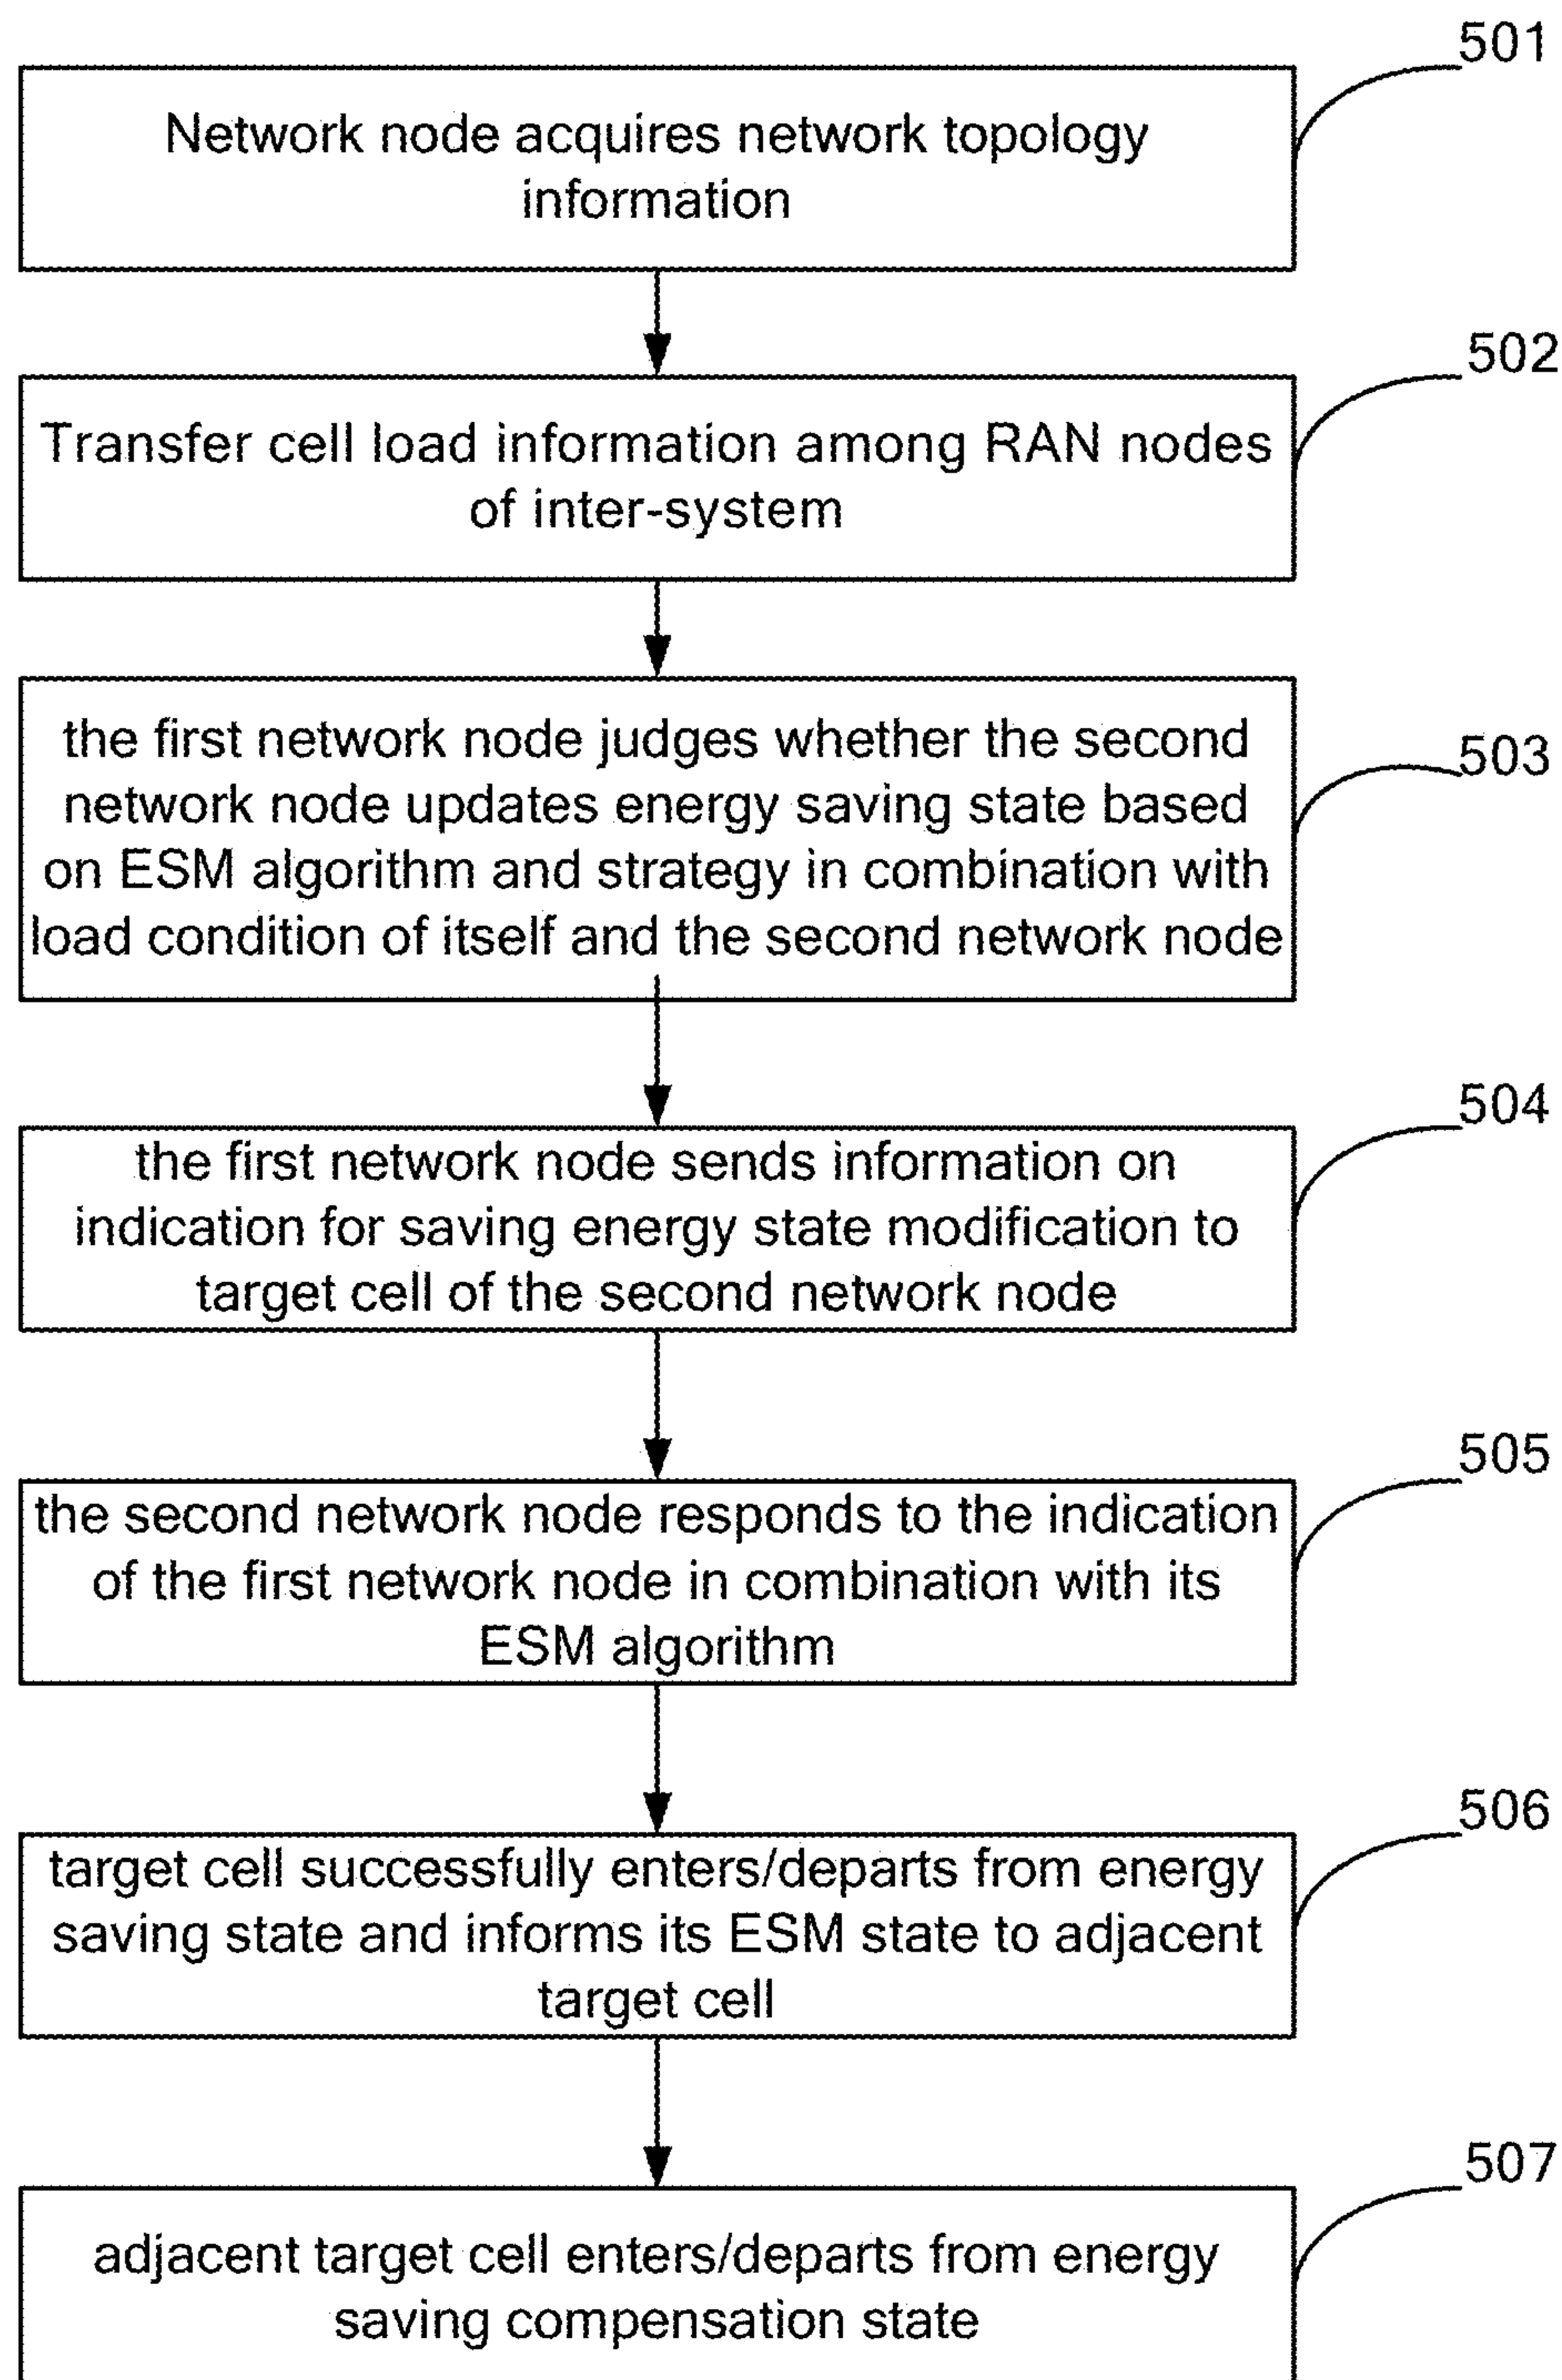 501
Network node acquires network topology
information
502
Transfer cell load information among RAN nodes
of inter-system
503
the first network node judges whether the second
network node updates energy saving state based
on ESM algorithm and strategy in combination with
load condition of itself and the second network node
504
the first network node sends information on
indication for saving energy state modification to
target cell of the second network node
505
the second network node responds to the indication
of the first network node in combination with its
ESM algorithm
506
target cell successfully enters/departs from energy
saving state and informs its ESM state to adjacent
target cell
507
adjacent target cell enters/departs from energy
saving compensation state